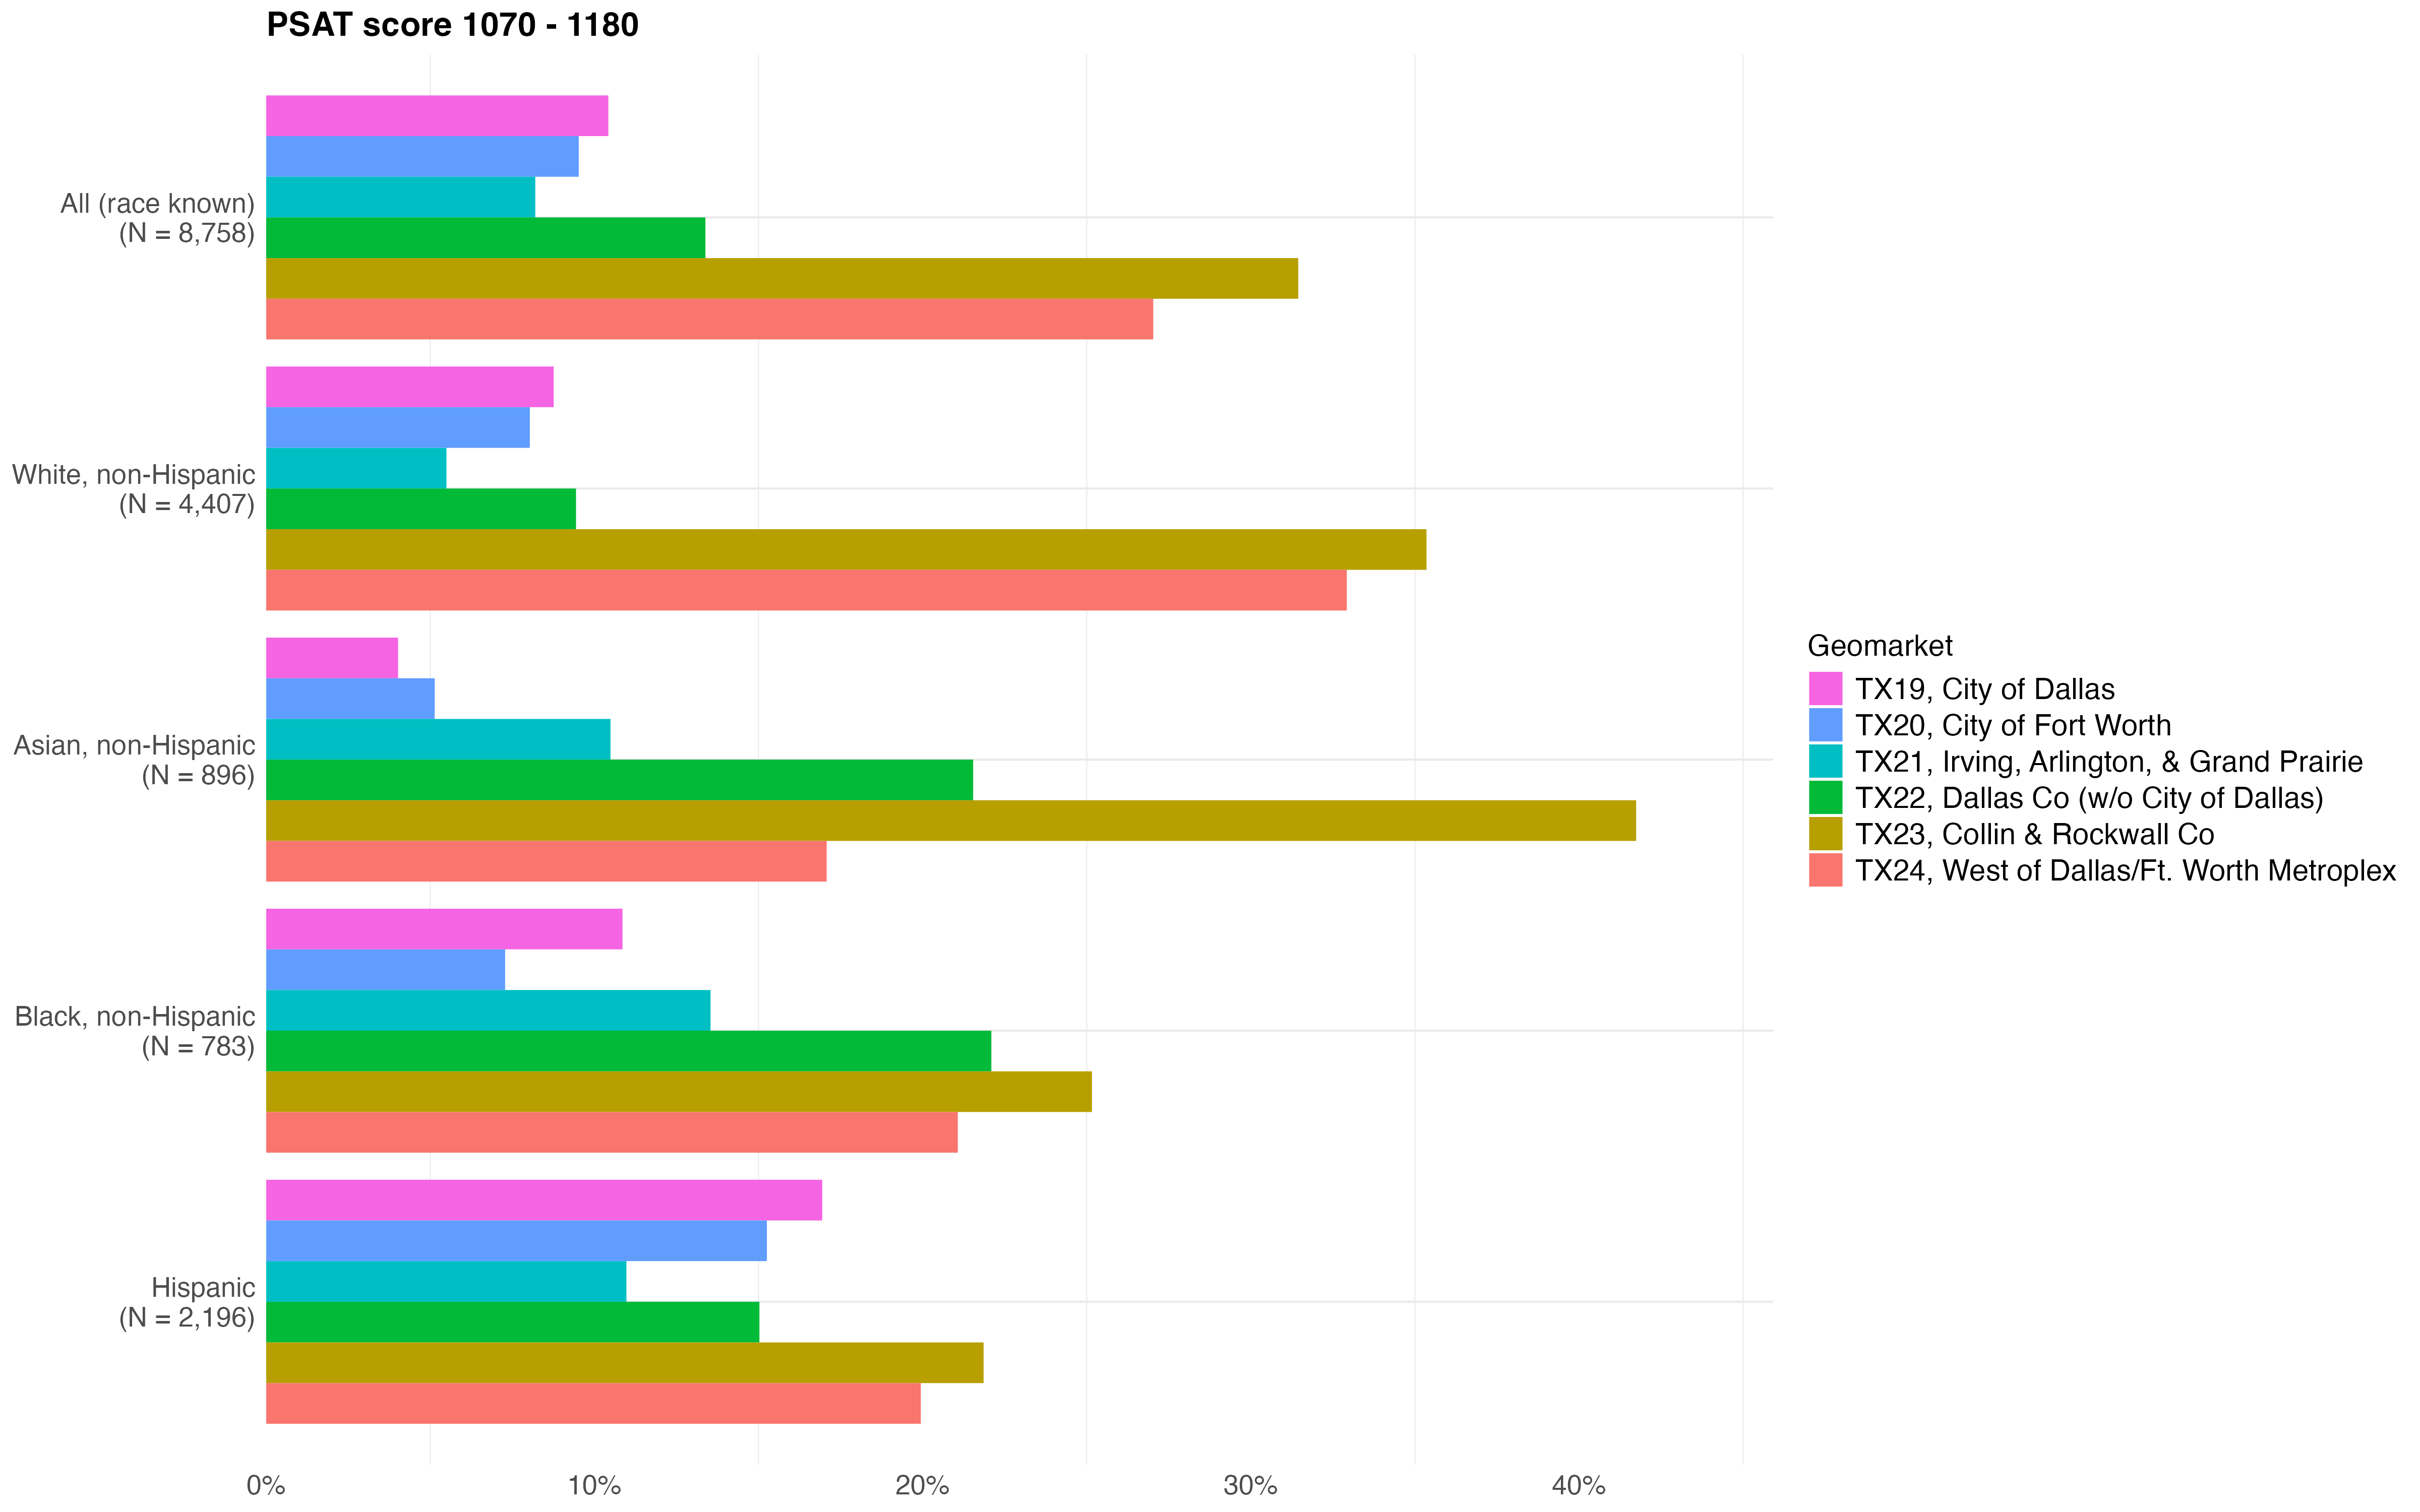 PSAT score 1070 - 1180
All (race known)
(N = 8,758)
White, non-Hispanic
(N = 4,407)
Asian, non-Hispanic
(N = 896)
Black, non-Hispanic
(N = 783)
Hispanic
(N = 2,196)
0% 10% 20% 30% 40%
Geomarket
TX19, City of Dallas
TX20, City of Fort Worth
TX21, Irving, Arlington, & Grand Prairie
TX22, Dallas Co (w/o City of Dallas)
TX23, Collin & Rockwall Co
TX24, West of Dallas/Ft. Worth Metroplex